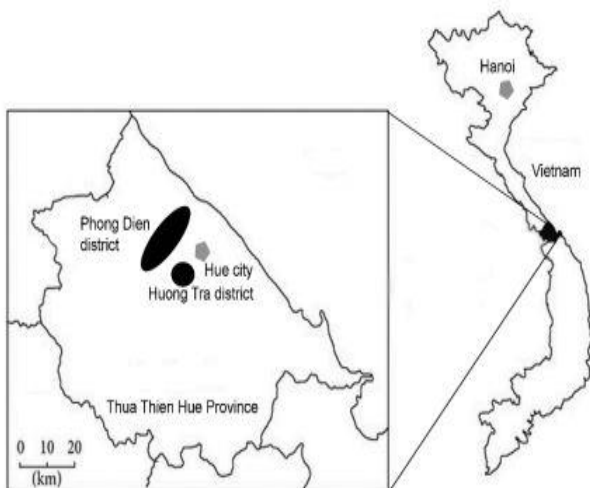 Hanoi
Vietnam
Phong Dien
district
Hue city
Huong Tra district
Thua Thien Hue Province
0 10 20
(km)